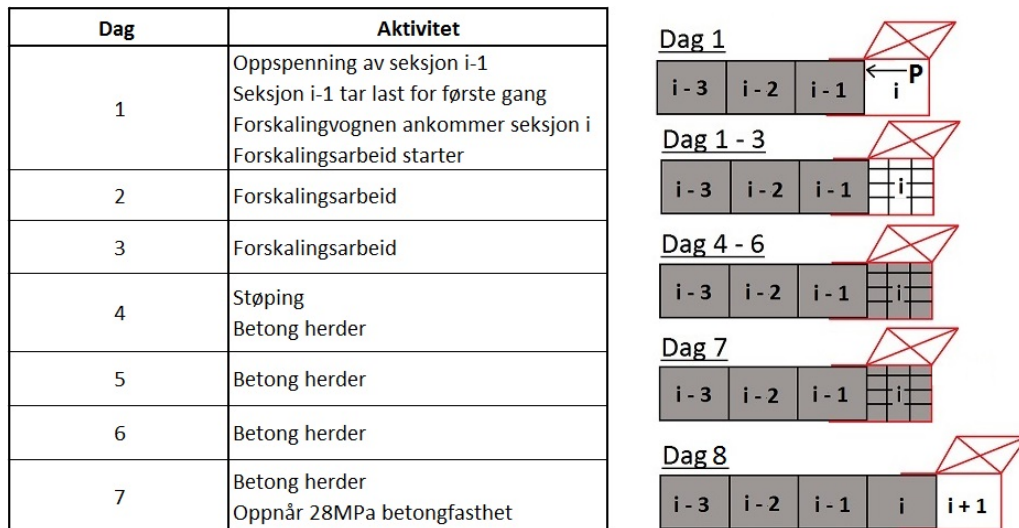 Dag Aktivitet
1
Oppspenning av seksjon i-1
Seksjon i-1 tar last for første gang
Forskalingvognen ankommer seksjon i
Forskalingsarbeid starter
2 Forskalingsarbeid
3 Forskalingsarbeid
4
Støping
Betong herder
5 Betong herder
6 Betong herder
7
Betong herder
Oppnår 28MPa betongfasthet
Dag 1
P
i - 3 i - 2 i - 1 i
Dag 1 - 3
i - 3 i - 2 i - 1 i
Dag 4 - 6
i - 3 i - 2 i - 1 i
Dag 7
i - 3 i - 2 i - 1 i
Dag 8
i - 3 i - 2 i - 1 i i + 1